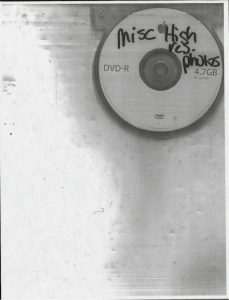 Misc High
res.
photos
DVD-R
4.7GB
DVD